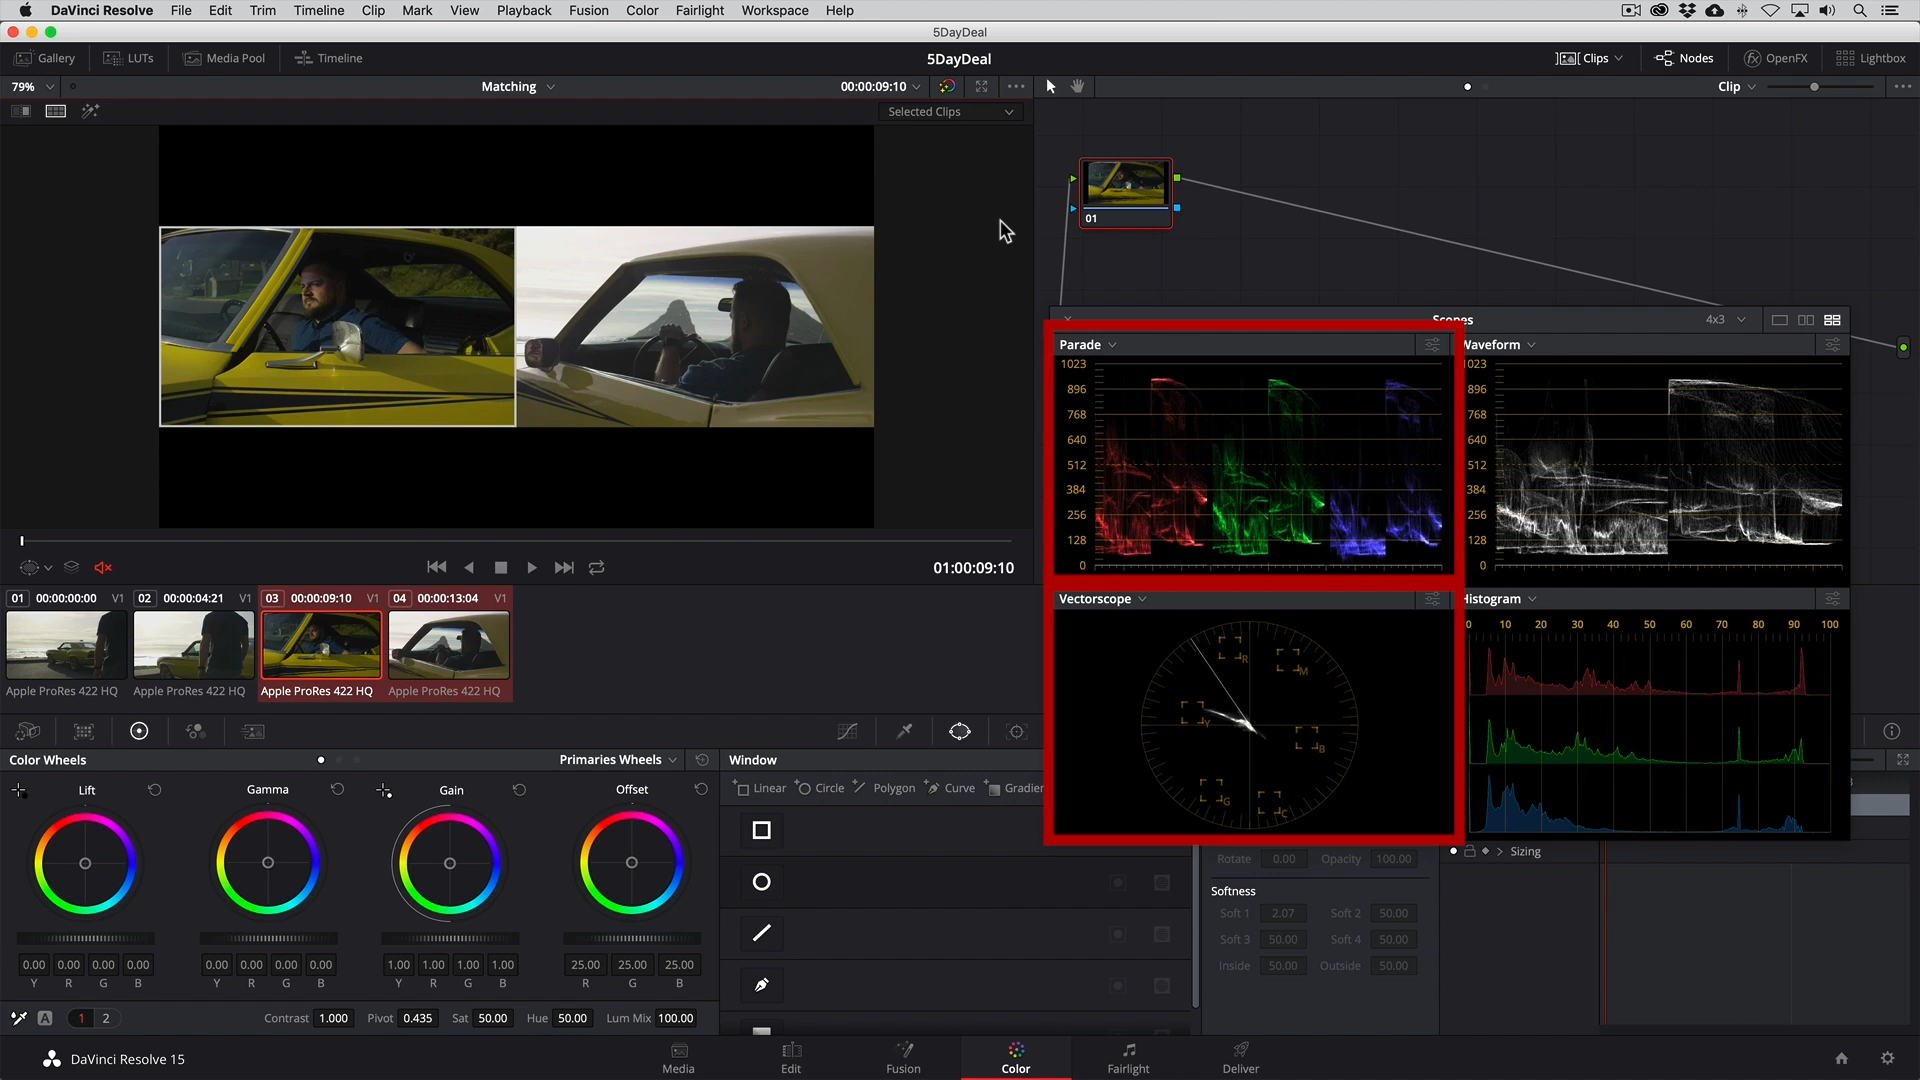 DaVinci Resolve File Edit Trim Timeline Clip Mark View Playback Fusion Color Fairlight Workspace Help
5DayDeal
Gallery LUTs Media Pool Timeline 5DayDeal Clips Nodes OpenFX Lightbox
79% Matching 00:00:09:10 Clip
Selected Clips
01
Scopes 4x3
Parade Waveform
1023 1023
896 896
768 768
640 640
512 512
384 384
256 256
128 128
0 0
01:00:09:10
01 00:00:00:00 V1 02 00:00:04:21 V1 03 00:00:09:10 V1 04 00:00:13:04 V1
Apple ProRes 422 HQ Apple ProRes 422 HQ Apple ProRes 422 HQ Apple ProRes 422 HQ
Vectorscope Histogram
0 10 20 30 40 50 60 70 80 90 100
R M
Y B
G C
Color Wheels Primaries Wheels Window
Lift Gamma Gain Offset
Linear Circle Polygon Curve Gradien
0.00 0.00 0.00 0.00 0.00 0.00 0.00 0.00 1.00 1.00 1.00 1.00 25.00 25.00 25.00
Y R G B Y R G B Y R G B R G B
A 1 2 Contrast 1.000 Pivot 0.435 Sat 50.00 Hue 50.00 Lum Mix 100.00
Rotate 0.00 Opacity 100.00
Softness
Soft 1 2.07 Soft 2 50.00
Soft 3 50.00 Soft 4 50.00
Inside 50.00 Outside 50.00
Sizing
DaVinci Resolve 15 Media Edit Fusion Color Fairlight Deliver